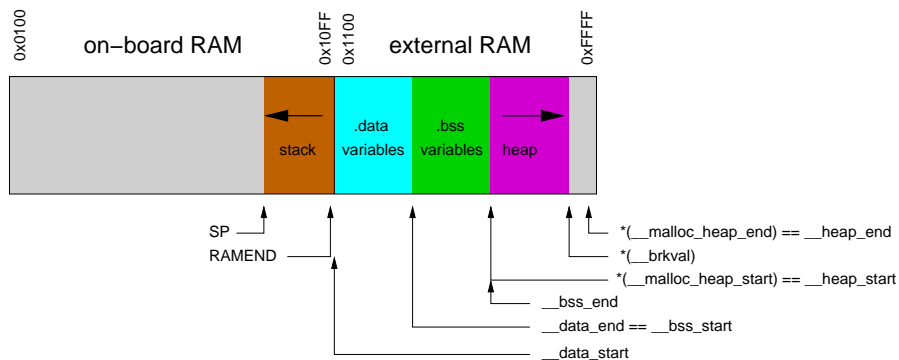 0x0100
on−board RAM
0x10FF
0x1100
external RAM
0xFFFF
stack
.data
variables
.bss
variables
heap
SP
RAMEND
*(__malloc_heap_end) == __heap_end
*(__brkval)
*(__malloc_heap_start) == __heap_start
__bss_end
__data_end == __bss_start
__data_start